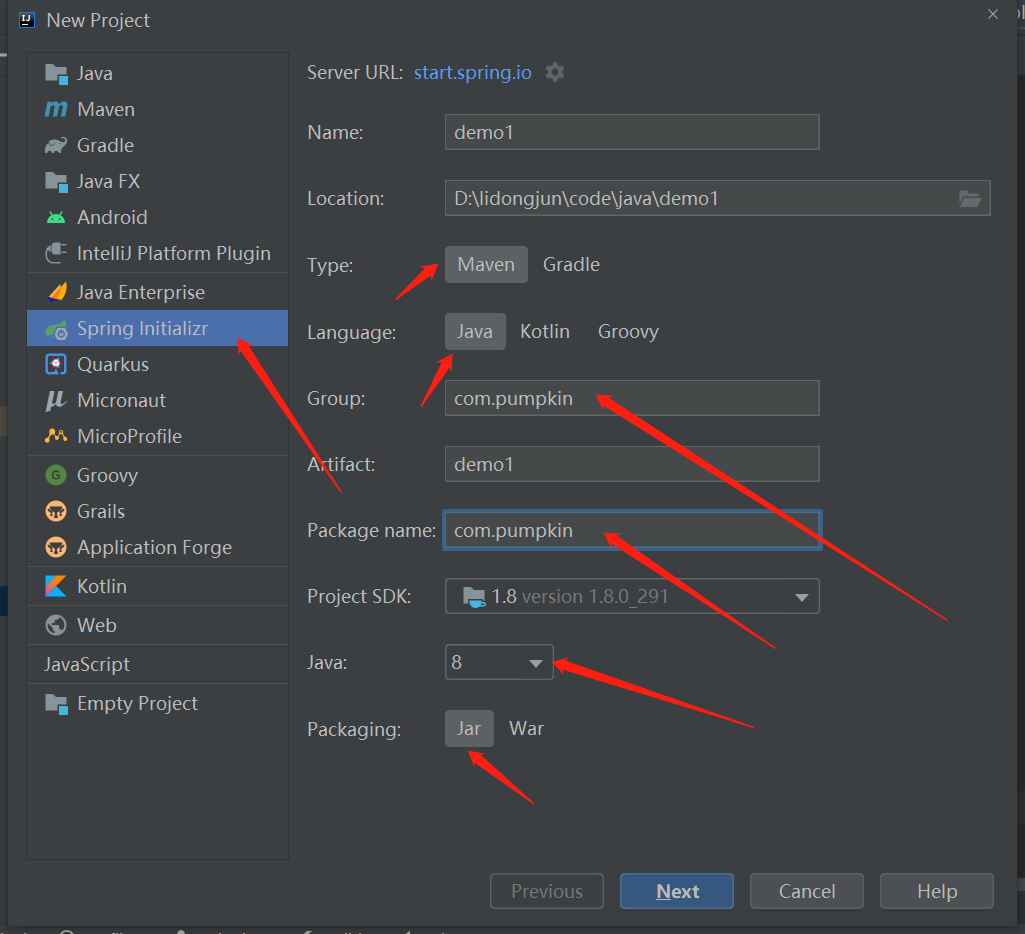 New Project
Java
Maven
Gradle
Java FX
Android
IntelliJ Platform Plugin
Java Enterprise
Spring Initializr
Quarkus
Micronaut
MicroProfile
Groovy
Grails
Application Forge
Kotlin
Web
JavaScript
Empty Project
Server URL: start.spring.io
Name: demo1
Location: D:\lidongjun\code\java\demo1
Type: Maven Gradle
Language: Java Kotlin Groovy
Group: com.pumpkin
Artifact: demo1
Package name: com.pumpkin
Project SDK: 1.8 version 1.8.0_291
Java: 8
Packaging: Jar War
Previous Next Cancel Help